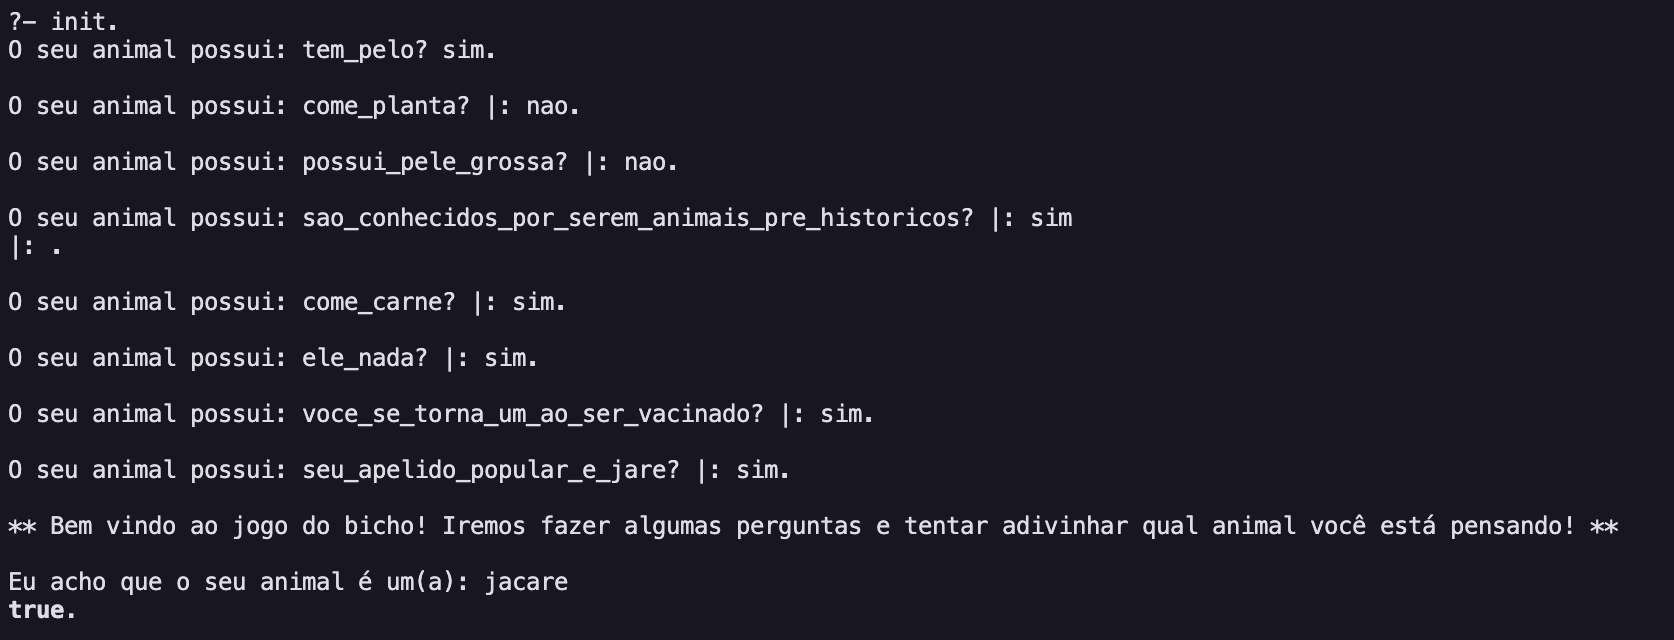 ?- init.
O seu animal possui: tem_pelo? sim.
O seu animal possui: come_planta? |: nao.
O seu animal possui: possui_pele_grossa? |: nao.
O seu animal possui: sao_conhecidos_por_serem_animais_pre_historicos? |: sim
|: .
O seu animal possui: come_carne? |: sim.
O seu animal possui: ele_nada? |: sim.
O seu animal possui: voce_se_torna_um_ao_ser_vacinado? |: sim.
O seu animal possui: seu_apelido_popular_e_jare? |: sim.
** Bem vindo ao jogo do bicho! Iremos fazer algumas perguntas e tentar adivinhar qual animal você está pensando! **
Eu acho que o seu animal é um(a): jacare
true.